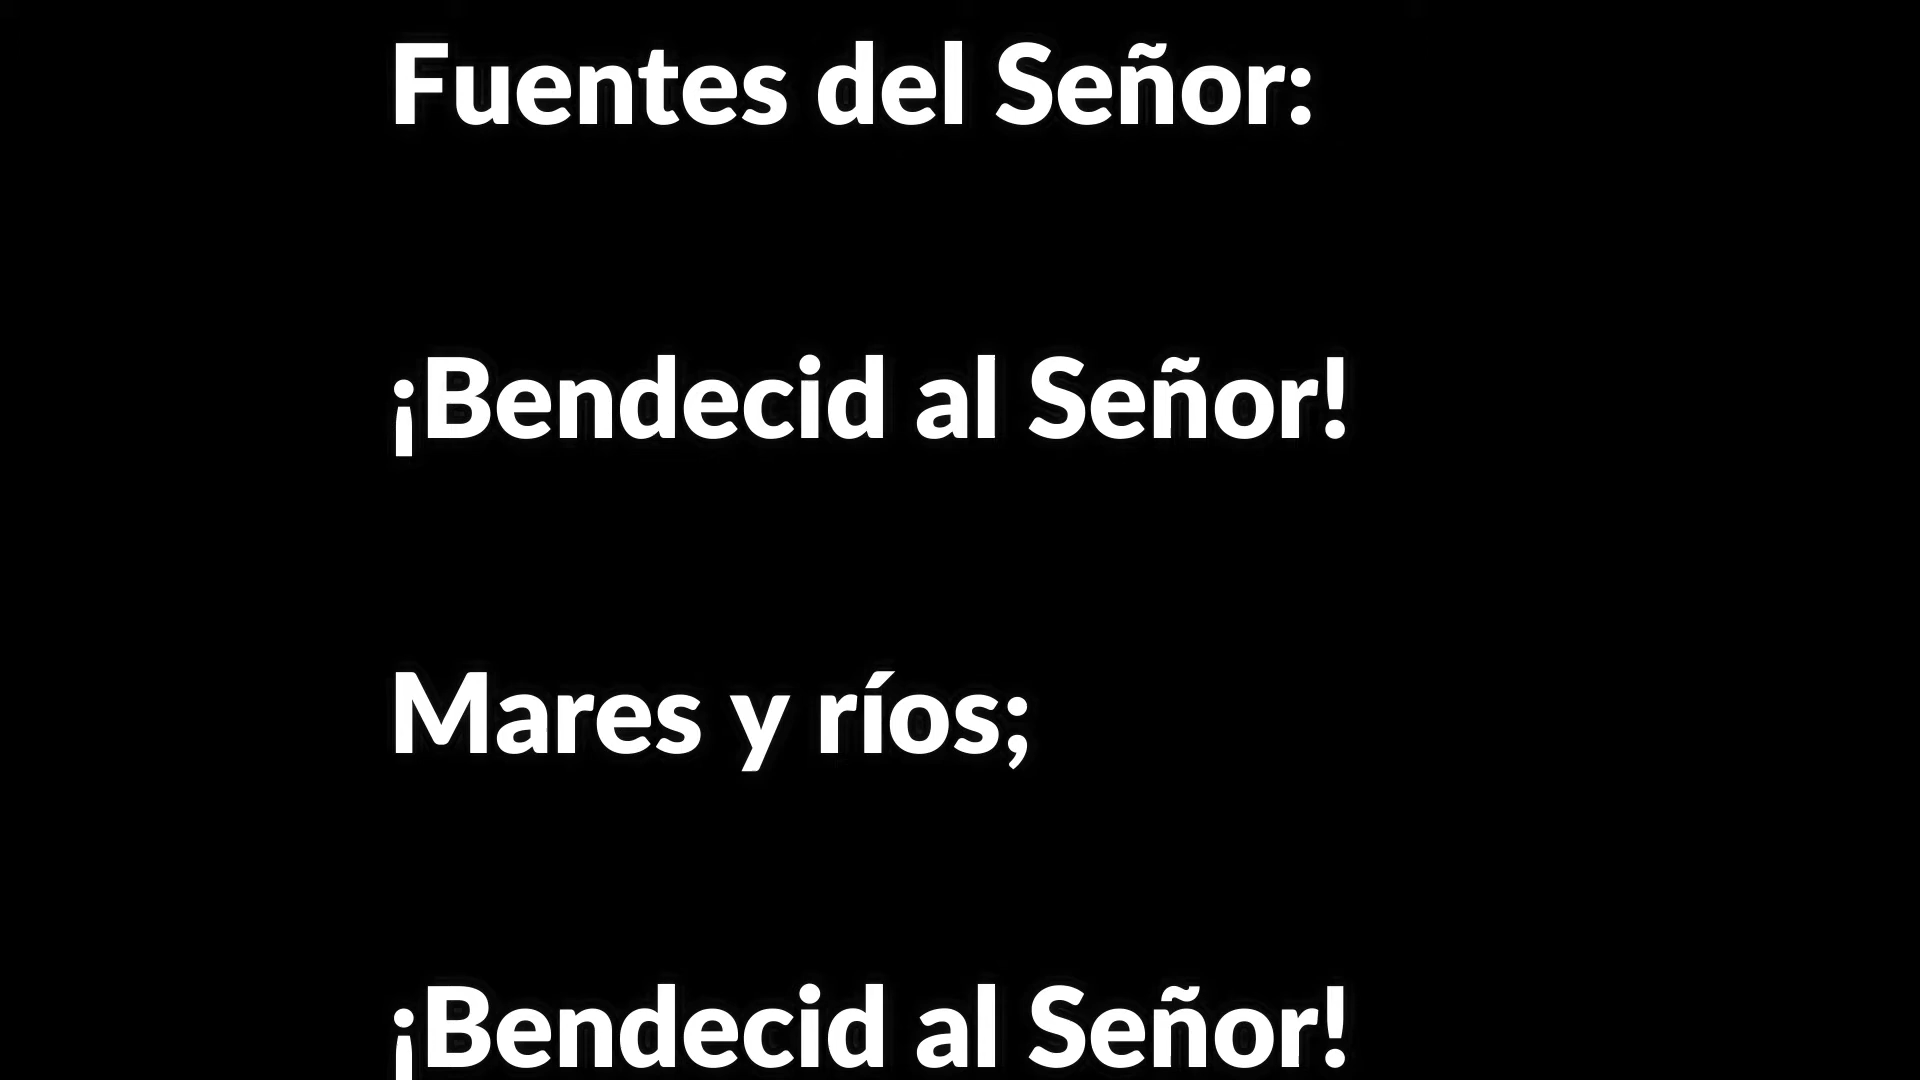 Fuentes del Señor:
¡Bendecid al Señor!
Mares y ríos;
¡Bendecid al Señor!